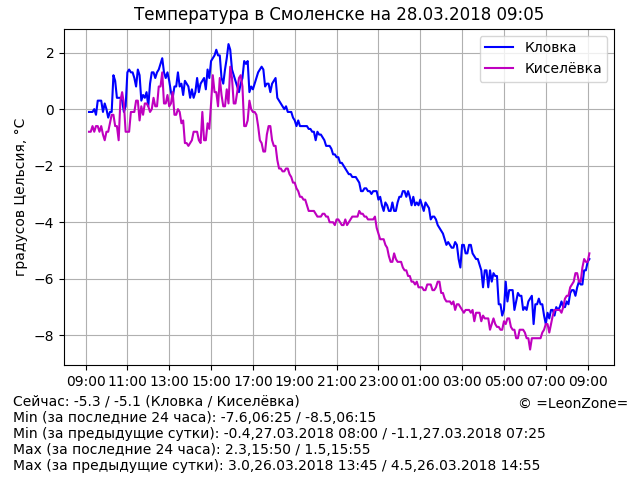 Температура в Смоленске на 28.03.2018 09:05
Кловка
Киселёвка
градусов Цельсия, °C
2
0
−2
−4
−6
−8
09:00 11:00 13:00 15:00 17:00 19:00 21:00 23:00 01:00 03:00 05:00 07:00 09:00
Сейчас: -5.3 / -5.1 (Кловка / Киселёвка)
© =LeonZone=
Min (за последние 24 часа): -7.6,06:25 / -8.5,06:15
Min (за предыдущие сутки): -0.4,27.03.2018 08:00 / -1.1,27.03.2018 07:25
Max (за последние 24 часа): 2.3,15:50 / 1.5,15:55
Max (за предыдущие сутки): 3.0,26.03.2018 13:45 / 4.5,26.03.2018 14:55